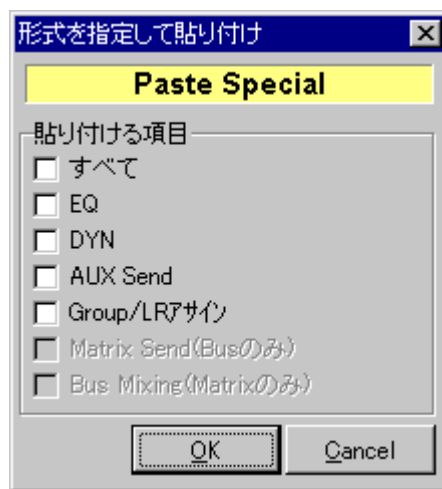 形式を指定して貼り付け
Paste Special
貼り付ける項目
すべて
EQ
DYN
AUX Send
Group/LRアサイン
Matrix Send(Busのみ)
Bus Mixing(Matrixのみ)
OK
Cancel